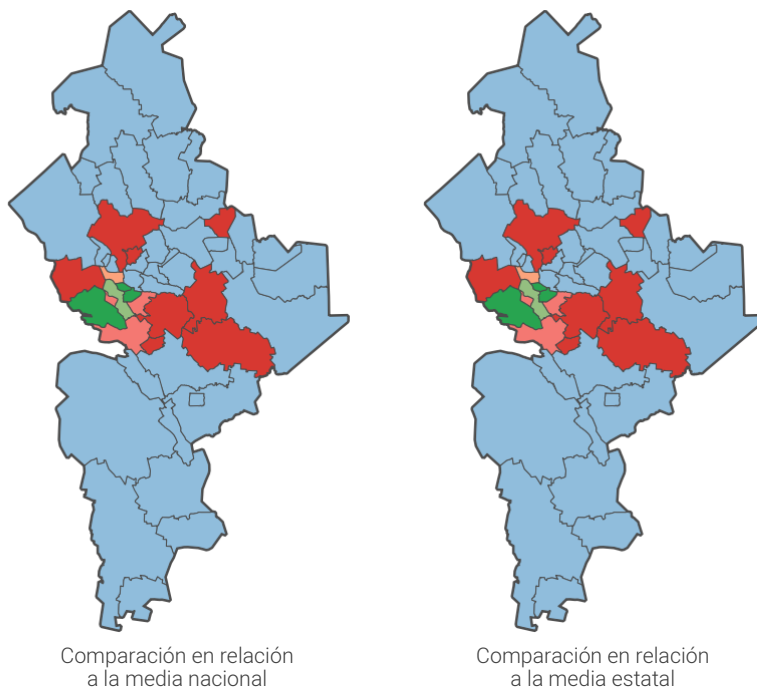 Comparación en relación
a la media nacional
Comparación en relación
a la media estatal